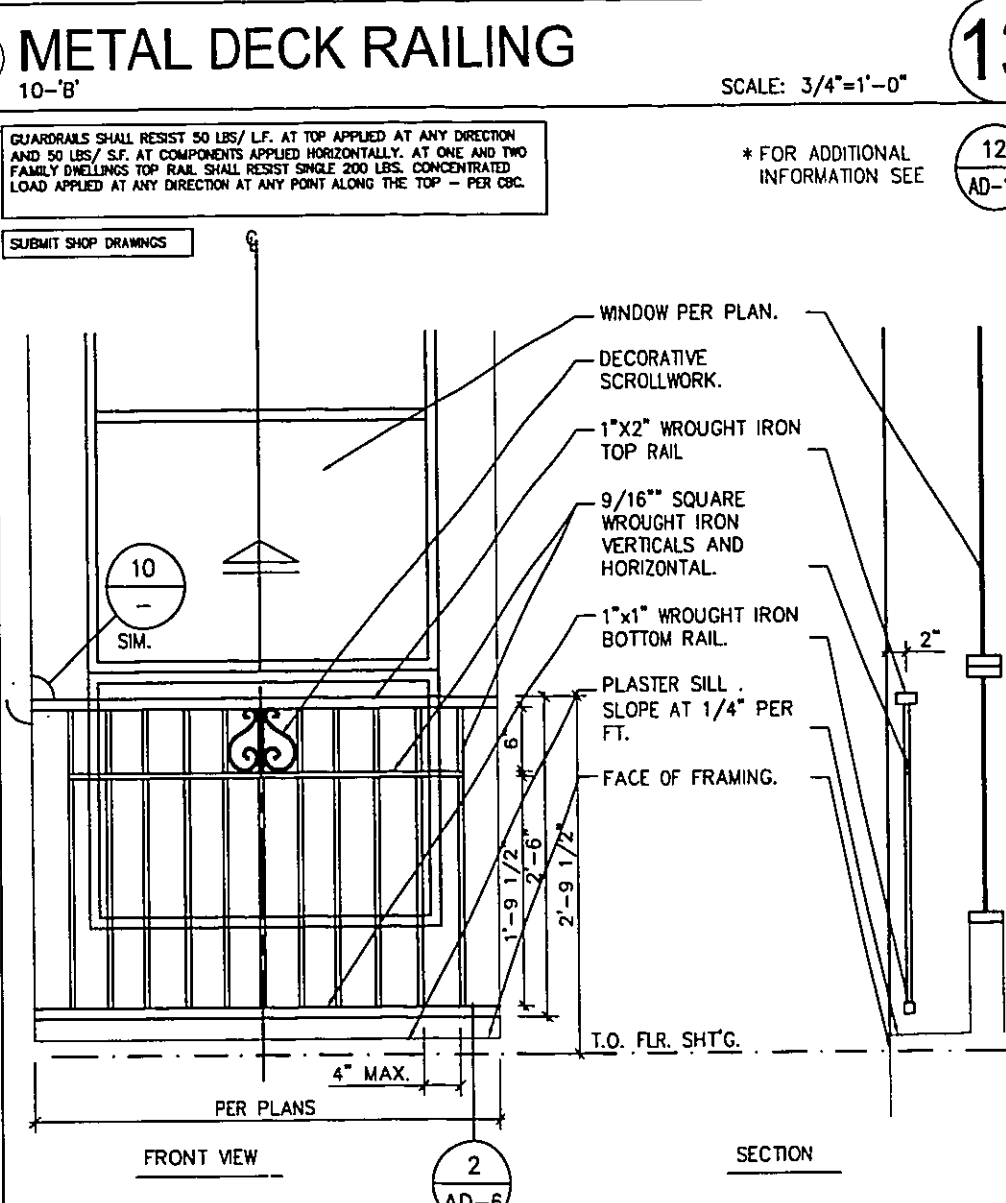 METAL DECK RAILING
10-'B'
SCALE: 3/4"=1'-0"
GUARDRAILS SHALL RESIST 50 LBS/ L.F. AT TOP APPLIED AT ANY DIRECTION
AND 50 LBS/ S.F. AT COMPONENTS APPLIED HORIZONTALLY. AT ONE AND TWO
FAMILY DWELLINGS TOP RAIL SHALL RESIST SINGLE 200 LBS. CONCENTRATED
LOAD APPLIED AT ANY DIRECTION AT ANY POINT ALONG THE TOP - PER CBC.
* FOR ADDITIONAL
INFORMATION SEE
12
SUBMIT SHOP DRAWINGS
WINDOW PER PLAN.
DECORATIVE
SCROLLWORK.
1"X2" WROUGHT IRON
TOP RAIL
9/16"" SQUARE
WROUGHT IRON
VERTICALS AND
HORIZONTAL.
1"x1" WROUGHT IRON
BOTTOM RAIL.
PLASTER SILL .
SLOPE AT 1/4" PER
FT.
FACE OF FRAMING.
10
-
SIM.
2"
6"
1'-9 1/2"
2'-6"
2'-9 1/2"
T.O. FLR. SHT'G.
4" MAX.
PER PLANS
FRONT VIEW
SECTION
2
AD-6